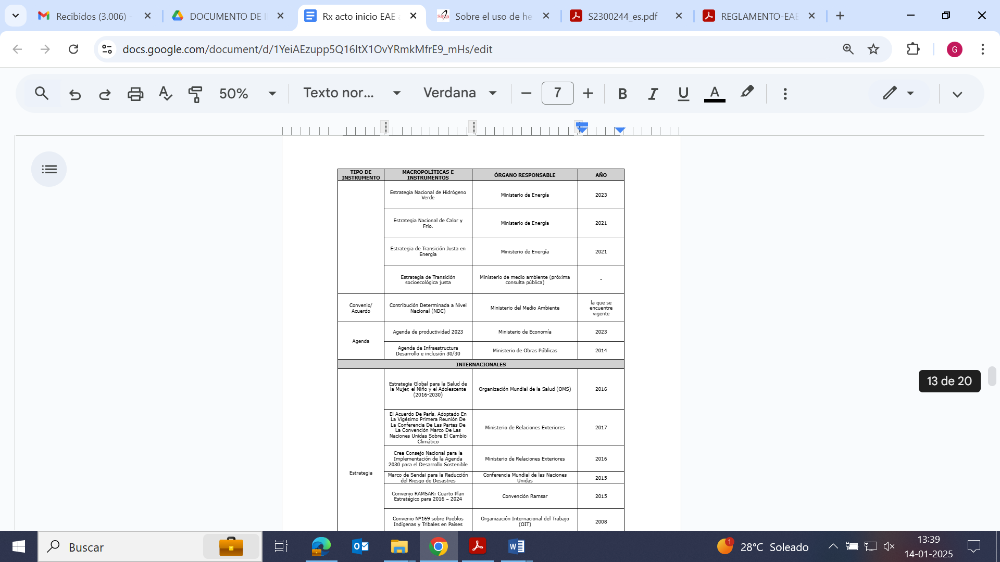 Recibidos (3.006) -
DOCUMENTO DE
Rx acto inicio EAE
Sobre el uso de he
S2300244_es.pdf
REGLAMENTO-EAE
docs.google.com/document/d/1YeiAEzupp5Q16ltX1OvYRmkMfrE9_mHs/edit
G
50%
Texto nor...
Verdana
7
B
I
U
A
TIPO DE INSTRUMENTO
MACROPOLÍTICAS E INSTRUMENTOS
ÓRGANO RESPONSABLE
AÑO
Estrategia Nacional de Hidrógeno
Verde
Ministerio de Energía
2023
Estrategia Nacional de Calor y
Frío.
Ministerio de Energía
2021
Estrategia de Transición Justa en
Energía
Ministerio de Energía
2021
Estrategia de Transición
socioecológica justa
Ministerio de medio ambiente (próxima
consulta pública)
-
Convenio/
Acuerdo
Contribución Determinada a Nivel
Nacional (NDC)
Ministerio del Medio Ambiente
la que se
encuentre
vigente
Agenda
Agenda de productividad 2023
Ministerio de Economía
2023
Agenda de Infraestructura
Desarrollo e inclusión 30/30
Ministerio de Obras Públicas
2014
INTERNACIONALES
Estrategia
Estrategia Global para la Salud de
la Mujer, el Niño y el Adolescente
(2016-2030)
Organización Mundial de la Salud (OMS)
2016
El Acuerdo De París, Adoptado En
La Vigésimo Primera Reunión De
La Conferencia De Las Partes De
La Convención Marco De Las
Naciones Unidas Sobre El Cambio
Climático
Ministerio de Relaciones Exteriores
2017
Crea Consejo Nacional para la
Implementación de la Agenda
2030 para el Desarrollo Sostenible
Ministerio de Relaciones Exteriores
2016
Marco de Sendai para la Reducción
del Riesgo de Desastres
Conferencia Mundial de las Naciones
Unidas
2015
Convenio RAMSAR: Cuarto Plan
Estratégico para 2016 – 2024
Convención Ramsar
2015
Convenio Nº169 sobre Pueblos
Indígenas y Tribales en Países
Organización Internacional del Trabajo
(OIT)
2008
13 de 20
Buscar
1
28°C Soleado
13:39
14-01-2025